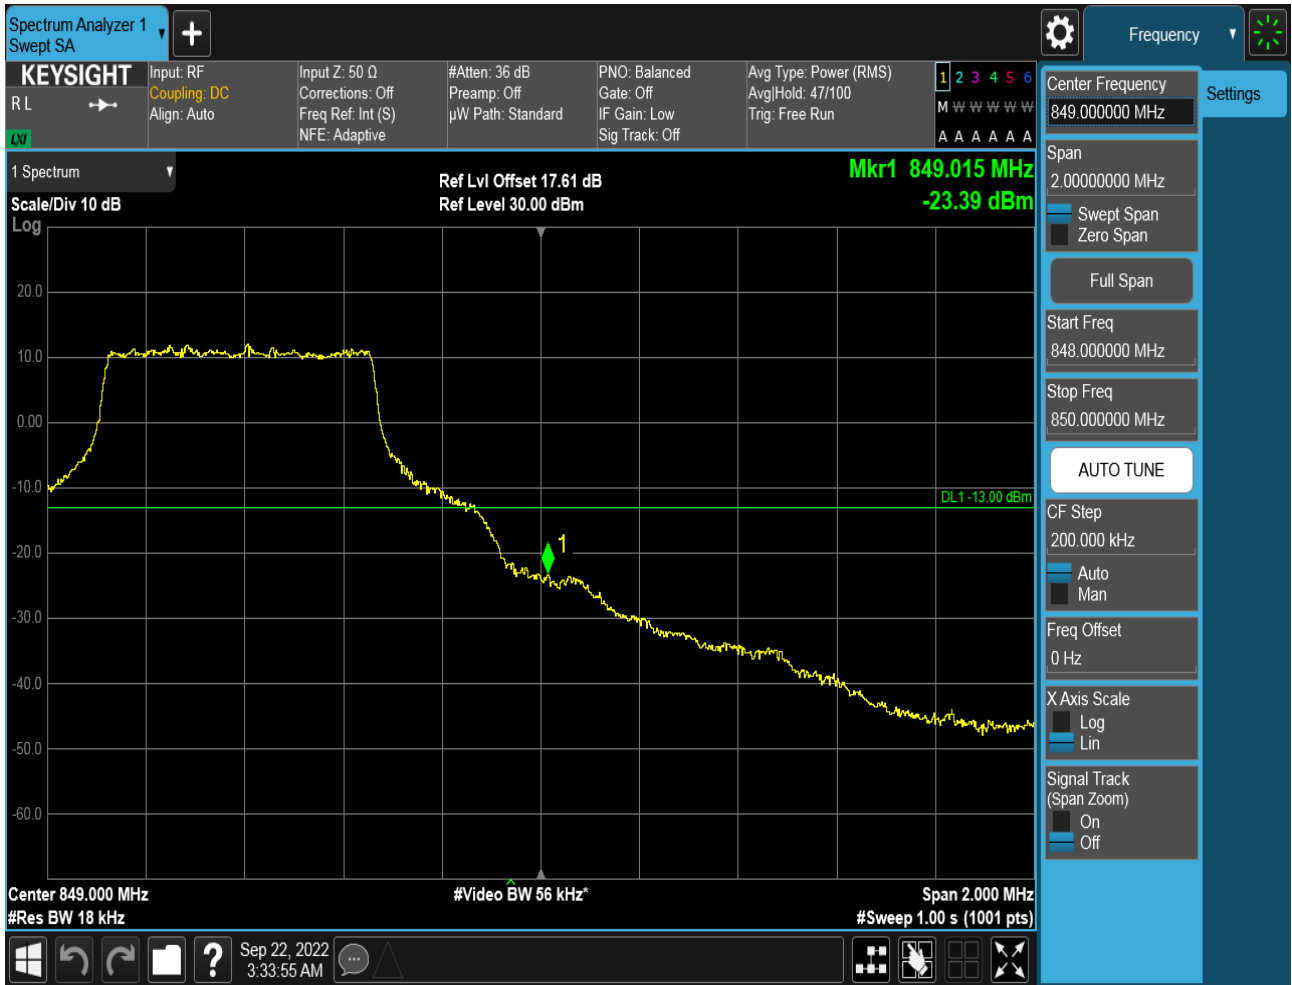 Spectrum Analyzer 1
Swept SA
Frequency
KEYSIGHT
R L
LXI
Input: RF
Coupling: DC
Align: Auto
Input Z: 50 Ω
Corrections: Off
Freq Ref: Int (S)
NFE: Adaptive
#Atten: 36 dB
Preamp: Off
µW Path: Standard
PNO: Balanced
Gate: Off
IF Gain: Low
Sig Track: Off
Avg Type: Power (RMS)
Avg|Hold: 47/100
Trig: Free Run
1 2 3 4 5 6
M W W W W W
A A A A A A
1 Spectrum
Scale/Div 10 dB
Log
Ref Lvl Offset 17.61 dB
Ref Level 30.00 dBm
Mkr1 849.015 MHz
-23.39 dBm
20.0
10.0
0.00
-10.0
-20.0
-30.0
-40.0
-50.0
-60.0
DL1 -13.00 dBm
1
Center 849.000 MHz
#Res BW 18 kHz
#Video BW 56 kHz*
Span 2.000 MHz
#Sweep 1.00 s (1001 pts)
Center Frequency
849.000000 MHz
Settings
Span
2.00000000 MHz
Swept Span
Zero Span
Full Span
Start Freq
848.000000 MHz
Stop Freq
850.000000 MHz
AUTO TUNE
CF Step
200.000 kHz
Auto
Man
Freq Offset
0 Hz
X Axis Scale
Log
Lin
Signal Track
(Span Zoom)
On
Off
?
Sep 22, 2022
3:33:55 AM